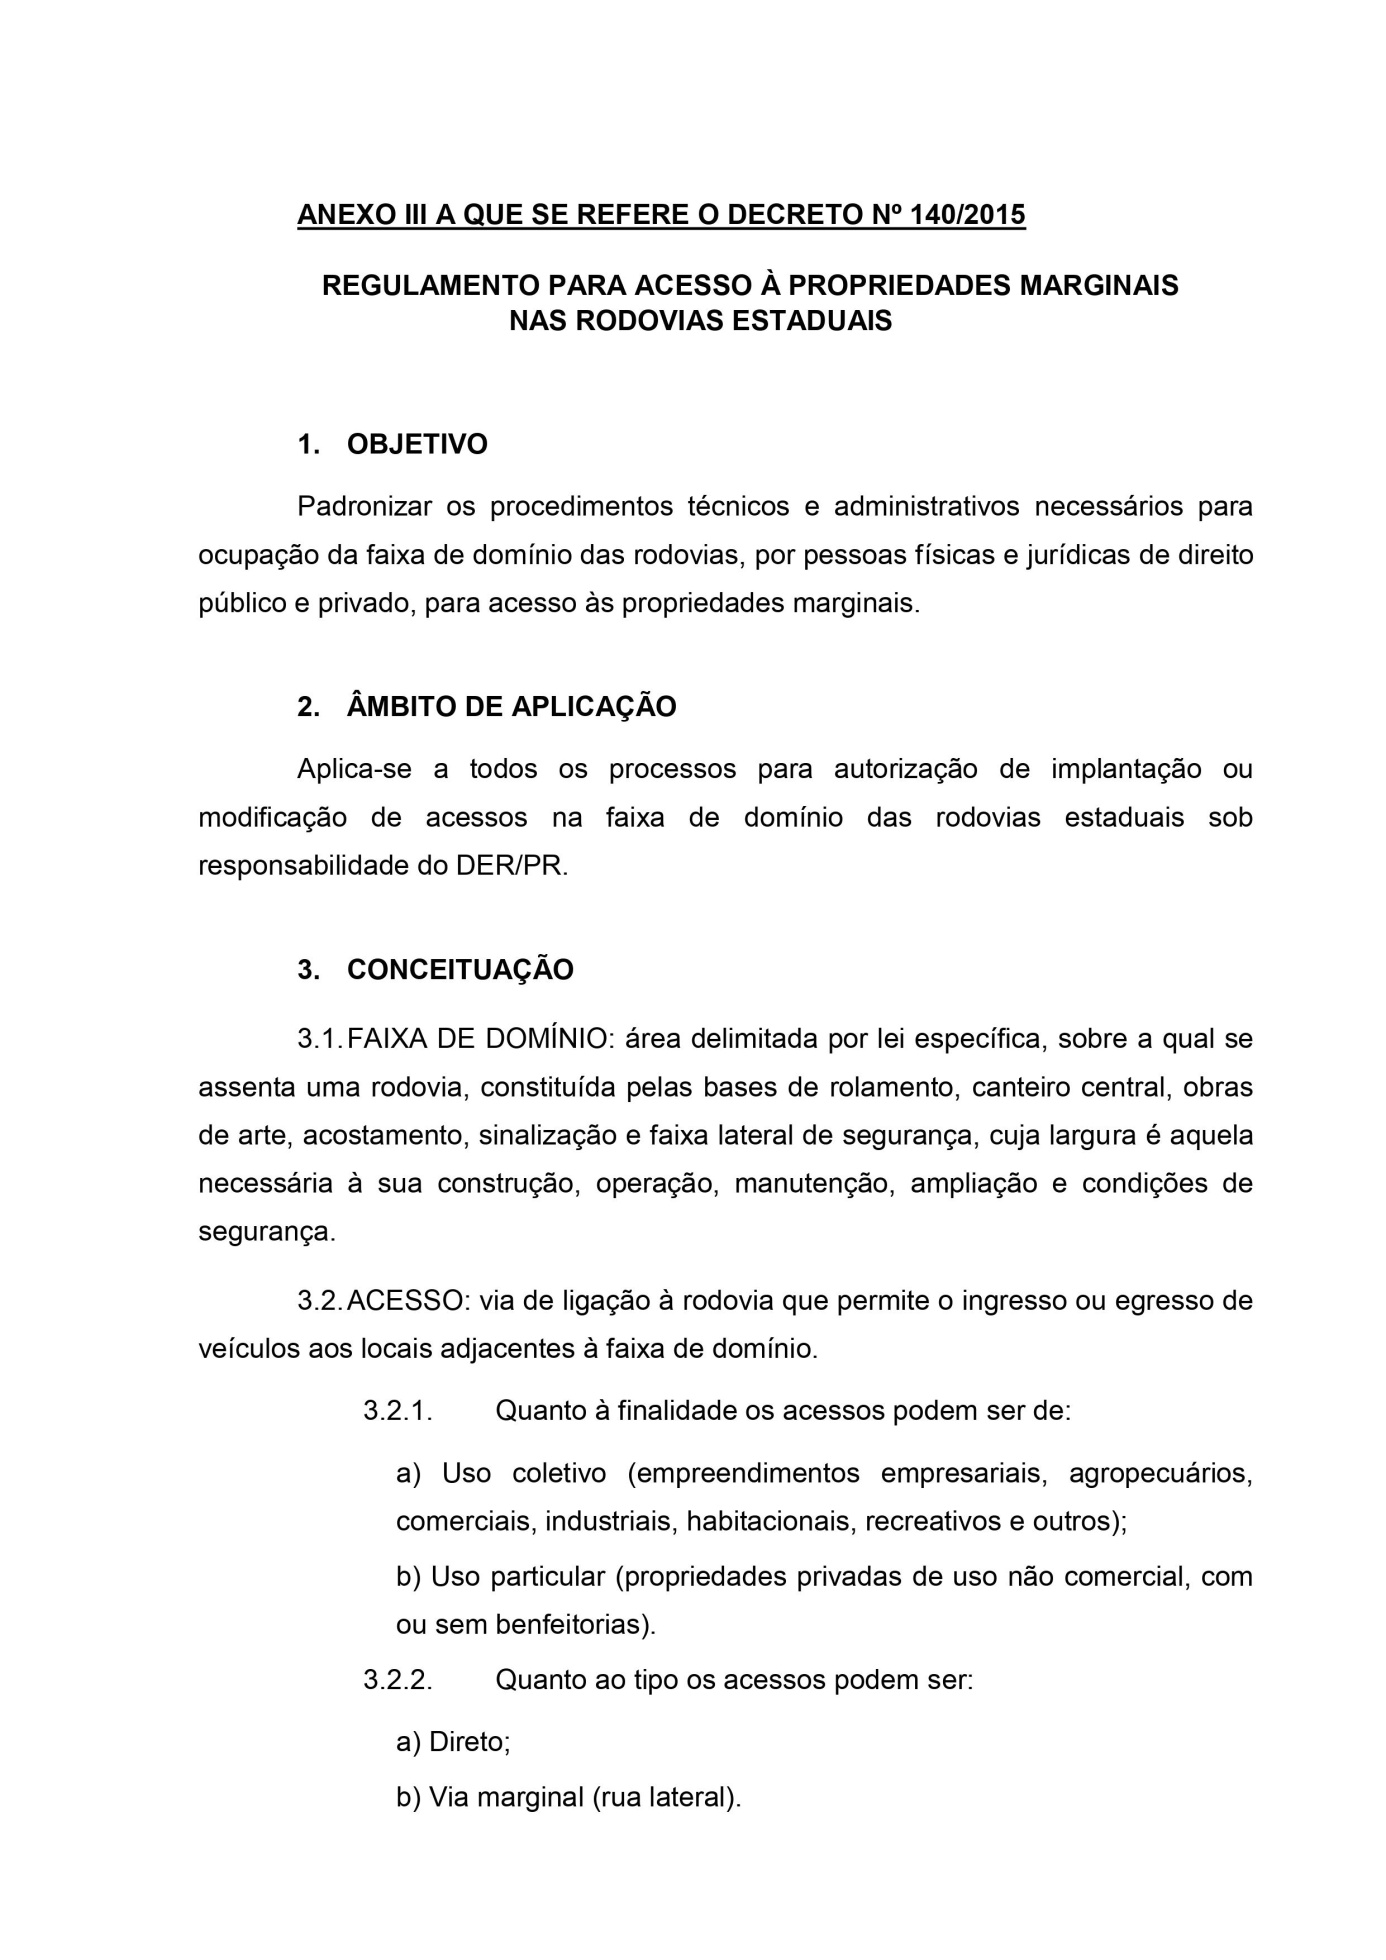 ANEXO III A QUE SE REFERE O DECRETO Nº 140/2015
REGULAMENTO PARA ACESSO À PROPRIEDADES MARGINAIS
NAS RODOVIAS ESTADUAIS
1. OBJETIVO
Padronizar os procedimentos técnicos e administrativos necessários para
ocupação da faixa de domínio das rodovias, por pessoas físicas e jurídicas de direito
público e privado, para acesso às propriedades marginais.
2. ÂMBITO DE APLICAÇÃO
Aplica-se a todos os processos para autorização de implantação ou
modificação de acessos na faixa de domínio das rodovias estaduais sob
responsabilidade do DER/PR.
3. CONCEITUAÇÃO
3.1. FAIXA DE DOMÍNIO: área delimitada por lei específica, sobre a qual se
assenta uma rodovia, constituída pelas bases de rolamento, canteiro central, obras
de arte, acostamento, sinalização e faixa lateral de segurança, cuja largura é aquela
necessária à sua construção, operação, manutenção, ampliação e condições de
segurança.
3.2. ACESSO: via de ligação à rodovia que permite o ingresso ou egresso de
veículos aos locais adjacentes à faixa de domínio.
3.2.1. Quanto à finalidade os acessos podem ser de:
a) Uso coletivo (empreendimentos empresariais, agropecuários,
comerciais, industriais, habitacionais, recreativos e outros);
b) Uso particular (propriedades privadas de uso não comercial, com
ou sem benfeitorias).
3.2.2. Quanto ao tipo os acessos podem ser:
a) Direto;
b) Via marginal (rua lateral).